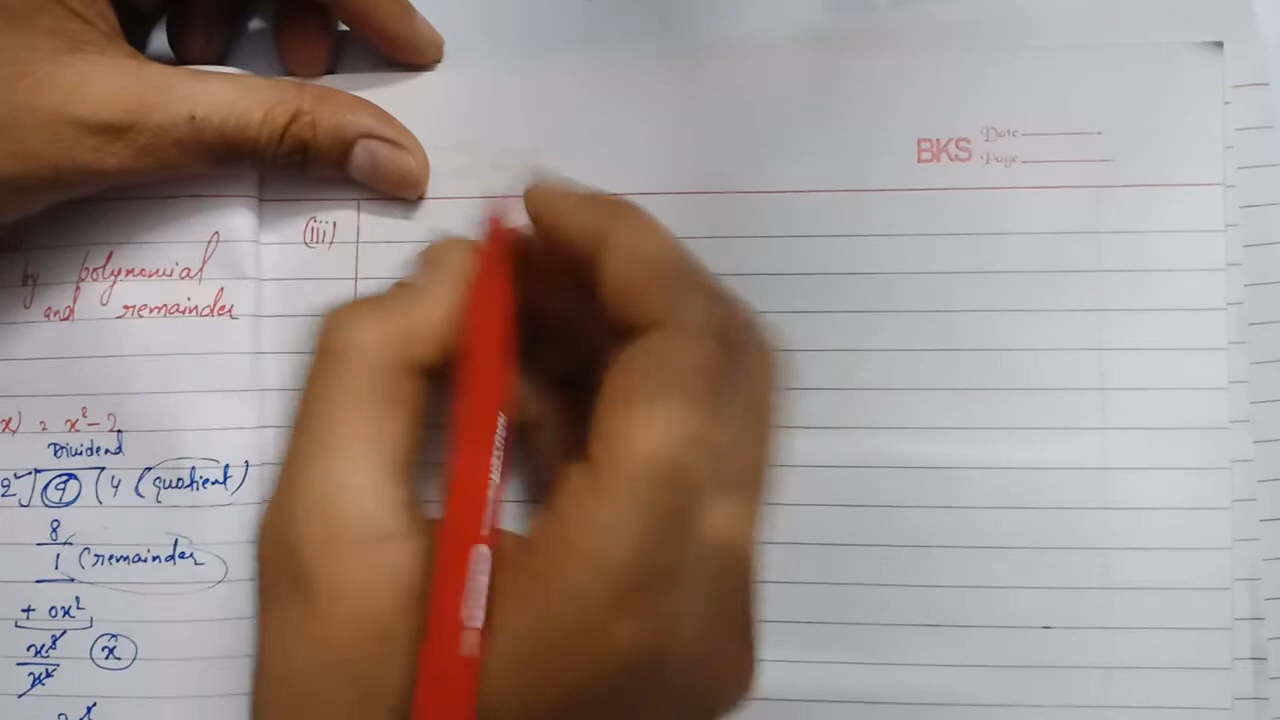 BKS Date
Page
(iii)
by polynomial
and remainder
x) = x²-2
Dividend
2√9 (4 (quotient)
8
1 (remainder
+ 0x²
x³ x
x²
HAUSER